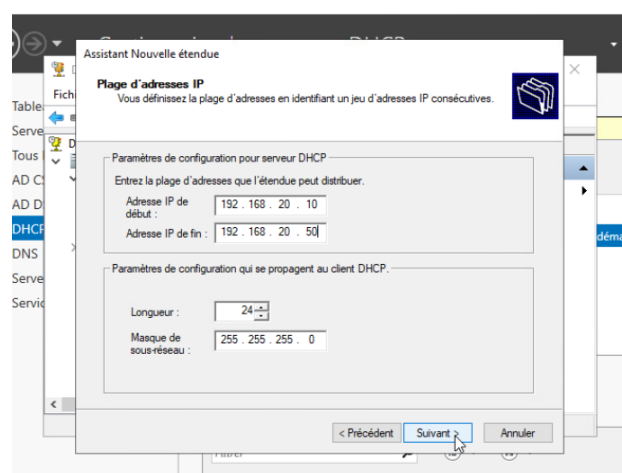 Assistant Nouvelle étendue
Plage d'adresses IP
Vous définissez la plage d'adresses en identifiant un jeu d'adresses IP consécutives.
Fich
Table
Serve
Tous
AD C
AD D
DHCP
DNS
Serve
Servic
D
déma
Paramètres de configuration pour serveur DHCP
Entrez la plage d'adresses que l'étendue peut distribuer.
Adresse IP de
début :
192 . 168 . 20 . 10
Adresse IP de fin :
192 . 168 . 20 . 50
Paramètres de configuration qui se propagent au client DHCP.
Longueur :
24
Masque de
sous-réseau :
255 . 255 . 255 . 0
< Précédent
Suivant >
Annuler